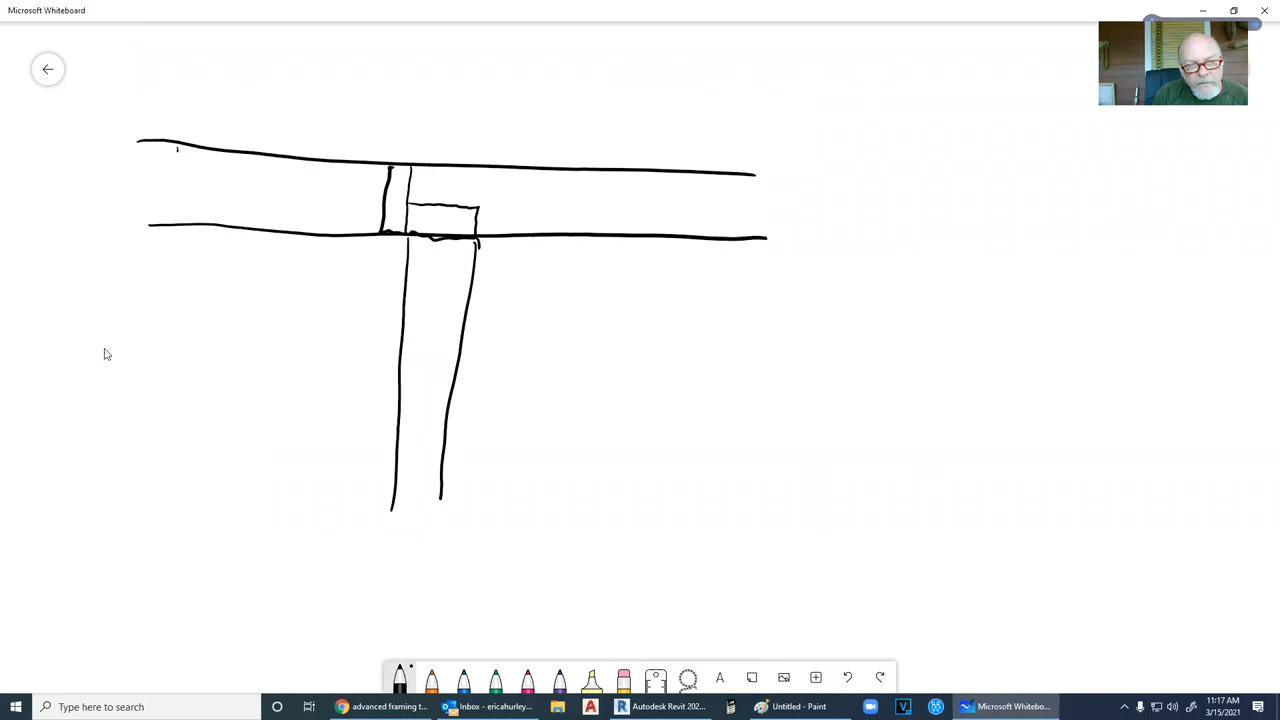 Microsoft Whiteboard
A
Type here to search
advanced framing t...
Inbox - ericahurley...
A
R
Autodesk Revit 202...
Untitled - Paint
V
Microsoft Whiteboa...
11:17 AM
3/15/2021